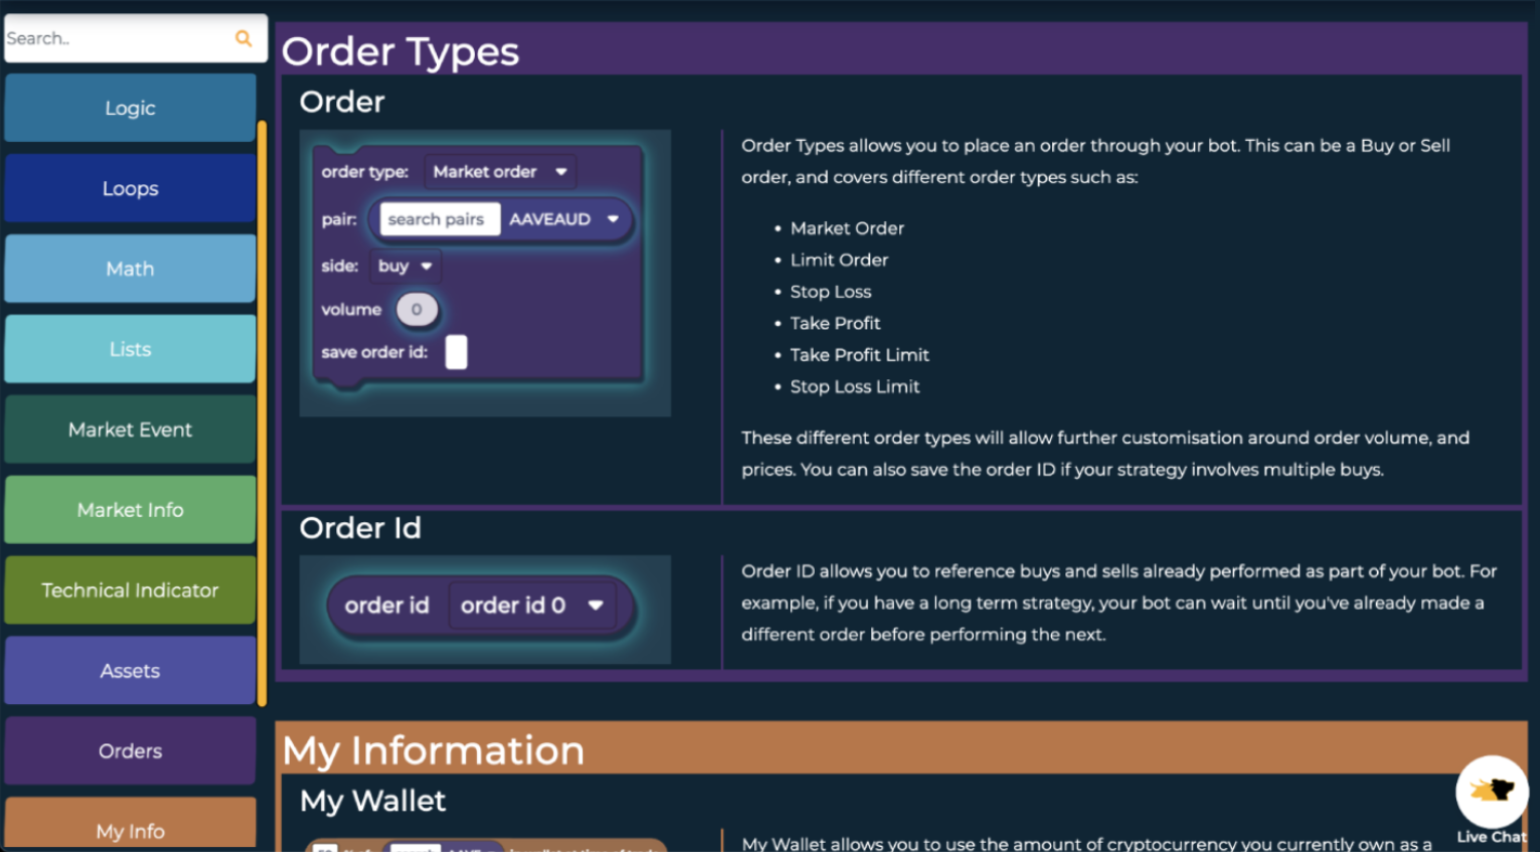 Search..
Logic
Loops
Math
Lists
Market Event
Market Info
Technical Indicator
Assets
Orders
My Info
Order Types
Order
order type: Market order
pair: search pairs AAVEAUD
side: buy
volume 0
save order id:
Order Types allows you to place an order through your bot. This can be a Buy or Sell
order, and covers different order types such as:
• Market Order
• Limit Order
• Stop Loss
• Take Profit
• Take Profit Limit
• Stop Loss Limit
These different order types will allow further customisation around order volume, and
prices. You can also save the order ID if your strategy involves multiple buys.
Order Id
order id order id 0
Order ID allows you to reference buys and sells already performed as part of your bot. For
example, if you have a long term strategy, your bot can wait until you've already made a
different order before performing the next.
My Information
My Wallet
My Wallet allows you to use the amount of cryptocurrency you currently own as a
Live Chat